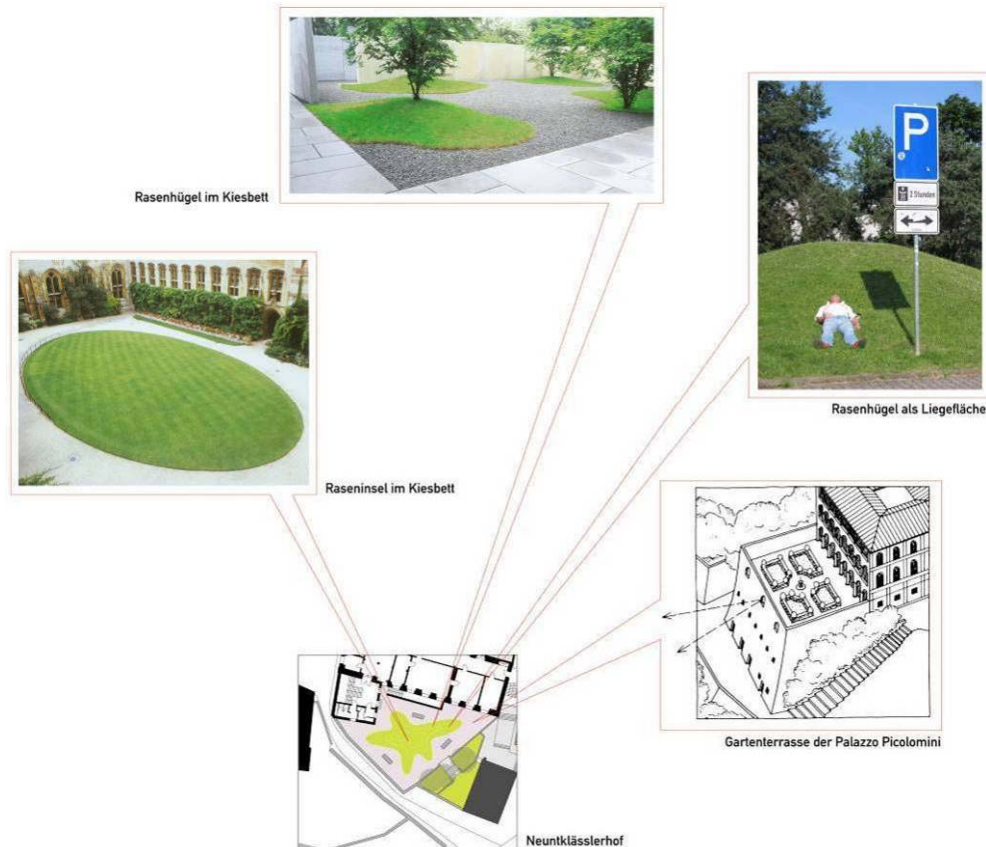 Rasenhügel im Kiesbett
P
2 Stunden
Rasenhügel als Liegefläche
Raseninsel im Kiesbett
Gartenterrasse der Palazzo Picolomini
Neuntklässlerhof